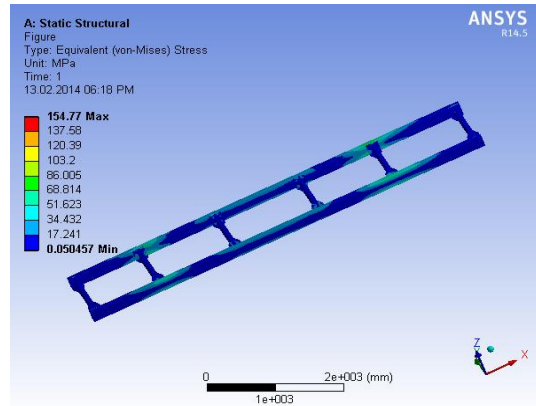 A: Static Structural
Figure
Type: Equivalent (von-Mises) Stress
Unit: MPa
Time: 1
13.02.2014 06:18 PM
ANSYS
R14.5
154.77 Max
137.58
120.39
103.2
86.005
68.814
51.623
34.432
17.241
0.050457 Min
Z
X
0
2e+003 (mm)
1e+003